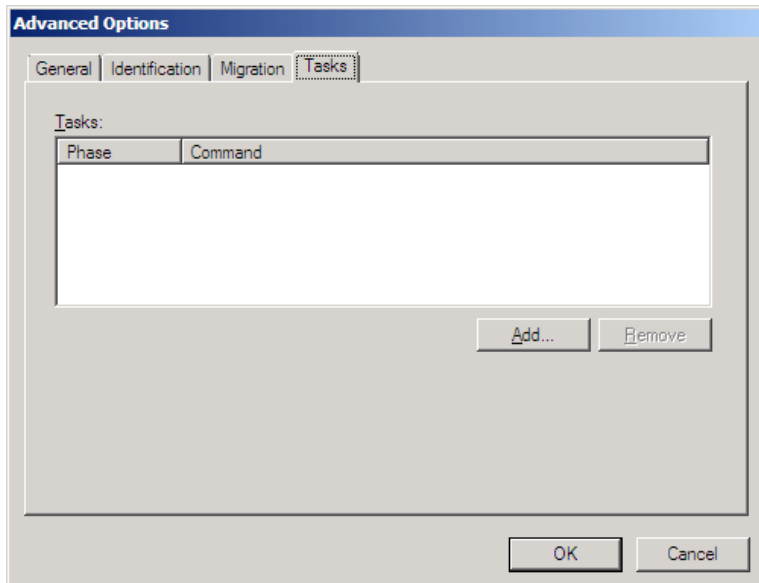 Advanced Options
General Identification Migration Tasks
Tasks:
Phase Command
Add... Remove
OK Cancel